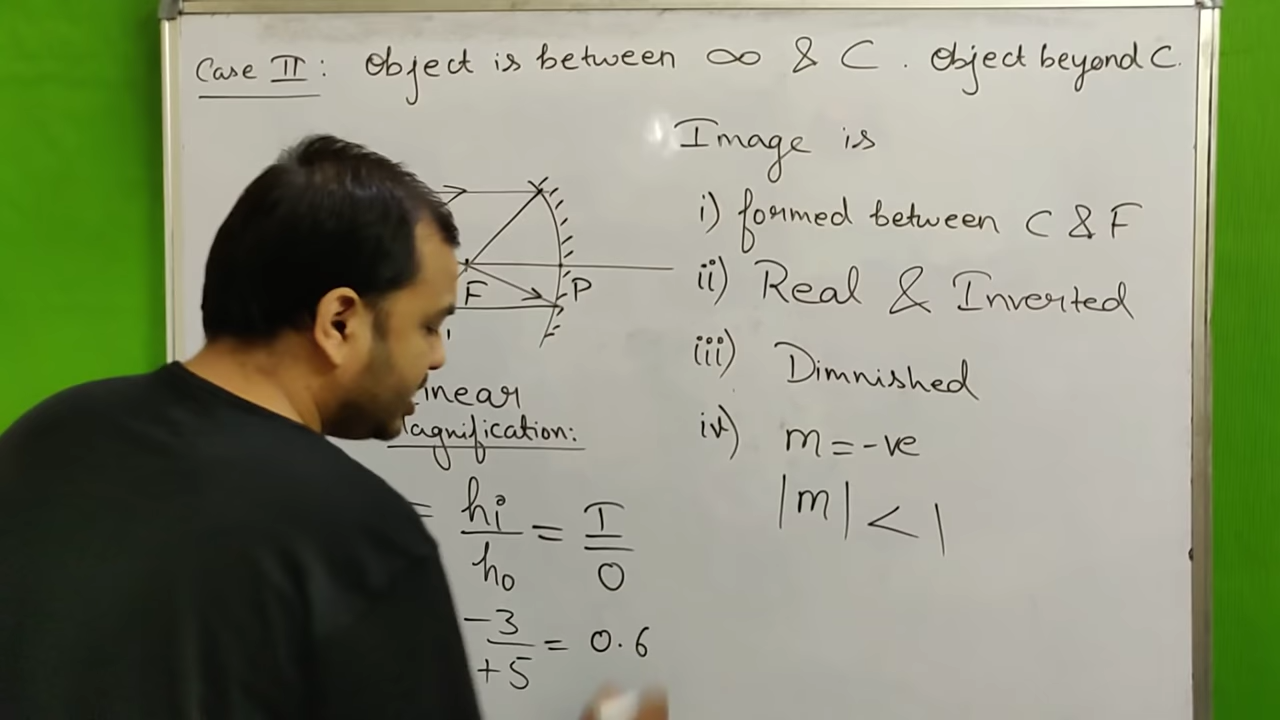 Case II : Object is between ∞ & C . Object beyond C.
Image is
i) formed between C & F
ii) Real & Inverted
iii) Dimnished
iv) m = -ve
|m| < 1
F
P
inear
agnification:
= hi/ho = I/O
-3/+5 = 0.6